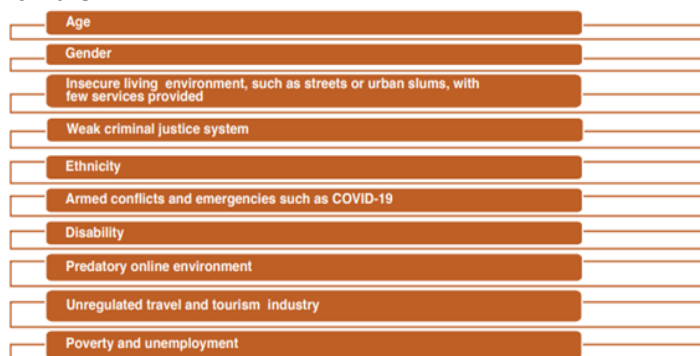 Age
Gender
Insecure living environment, such as streets or urban slums, with
few services provided
Weak criminal justice system
Ethnicity
Armed conflicts and emergencies such as COVID-19
Disability
Predatory online environment
Unregulated travel and tourism industry
Poverty and unemployment